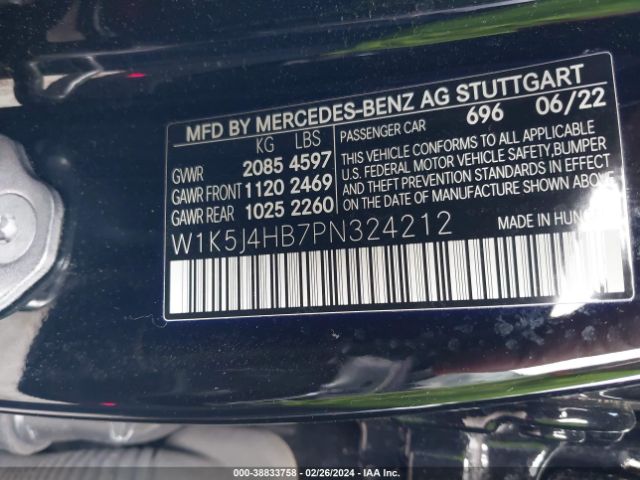 MFD BY MERCEDES-BENZ AG STUTTGART
KG LBS
GVWR 2085 4597
GAWR FRONT 1120 2469
GAWR REAR 1025 2260
PASSENGER CAR 696 06/22
THIS VEHICLE CONFORMS TO ALL APPLICABLE
U.S. FEDERAL MOTOR VEHICLE SAFETY, BUMPER
AND THEFT PREVENTION STANDARDS IN EFFECT
ON THE DATE OF MANUFACTURE SHOWN ABOVE
W1K5J4HB7PN324212
MADE IN HUNG
000-38833758 - 02/26/2024 - IAA Inc.